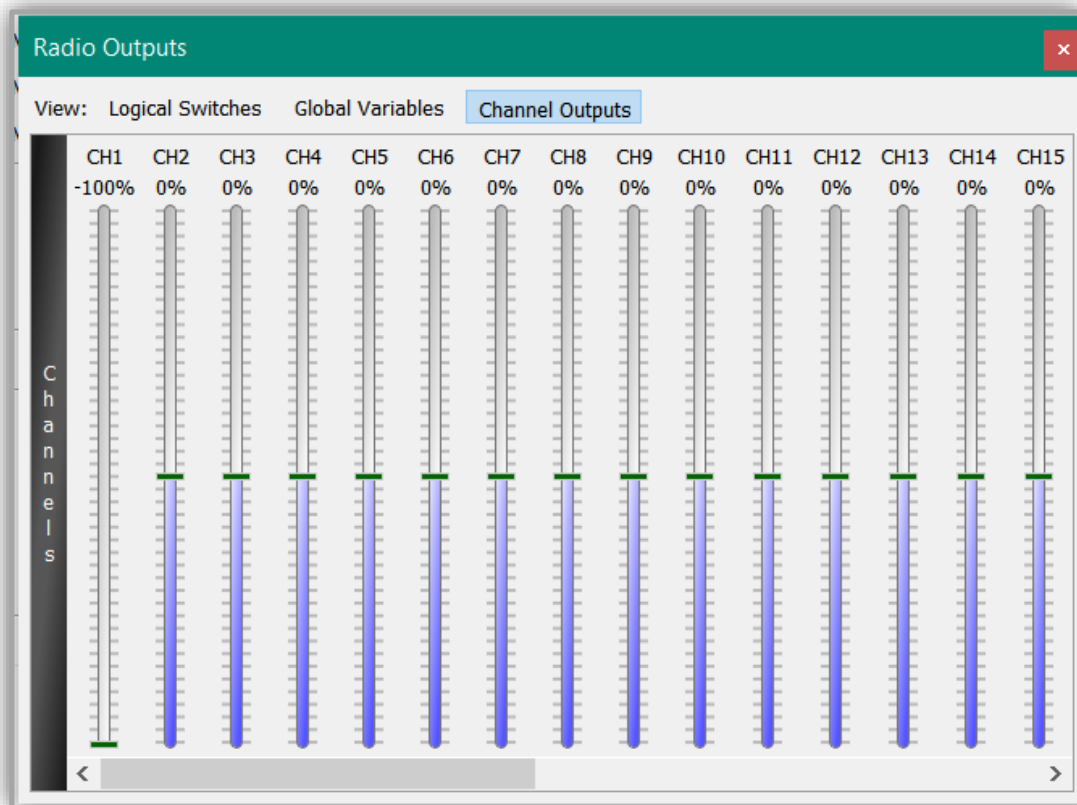 Radio Outputs
View: Logical Switches Global Variables Channel Outputs
CH1 CH2 CH3 CH4 CH5 CH6 CH7 CH8 CH9 CH10 CH11 CH12 CH13 CH14 CH15
-100% 0% 0% 0% 0% 0% 0% 0% 0% 0% 0% 0% 0% 0% 0%
Channels